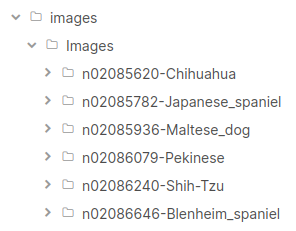 images
Images
n02085620-Chihuahua
n02085782-Japanese_spaniel
n02085936-Maltese_dog
n02086079-Pekinese
n02086240-Shih-Tzu
n02086646-Blenheim_spaniel